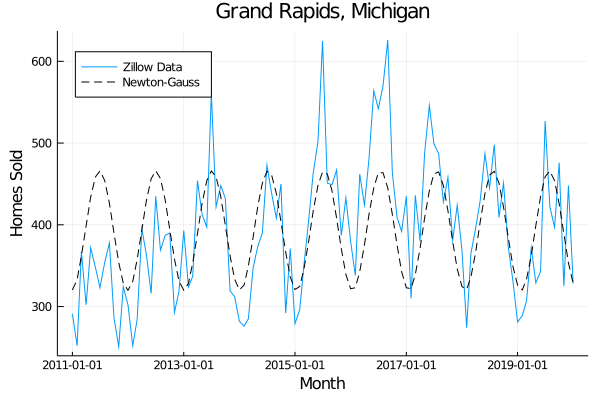 Grand Rapids, Michigan
Zillow Data
Newton-Gauss
Homes Sold
600
500
400
300
2011-01-01
2013-01-01
2015-01-01
2017-01-01
2019-01-01
Month